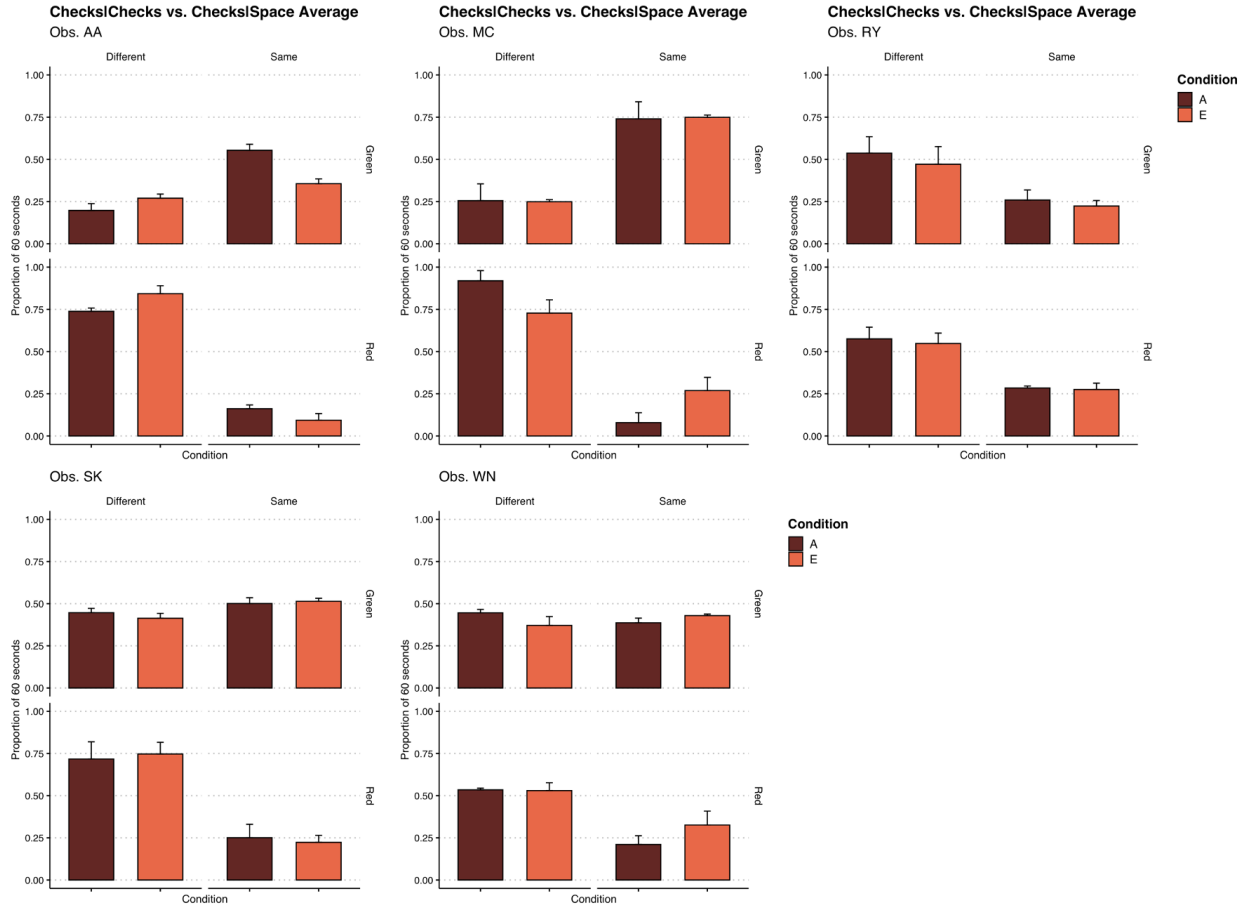 Checks|Checks vs. Checks|Space Average
Obs. AA
Different
Same
1.00
0.75
0.50
0.25
0.00
Green
1.00
0.75
0.50
0.25
0.00
Red
Proportion of 60 seconds
Condition
Checks|Checks vs. Checks|Space Average
Obs. MC
Different
Same
1.00
0.75
0.50
0.25
0.00
Green
1.00
0.75
0.50
0.25
0.00
Red
Proportion of 60 seconds
Condition
Checks|Checks vs. Checks|Space Average
Obs. RY
Different
Same
1.00
0.75
0.50
0.25
0.00
Green
1.00
0.75
0.50
0.25
0.00
Red
Proportion of 60 seconds
Condition
Condition
A
E
Obs. SK
Different
Same
1.00
0.75
0.50
0.25
0.00
Green
1.00
0.75
0.50
0.25
0.00
Red
Proportion of 60 seconds
Condition
Obs. WN
Different
Same
1.00
0.75
0.50
0.25
0.00
Green
1.00
0.75
0.50
0.25
0.00
Red
Proportion of 60 seconds
Condition
Condition
A
E